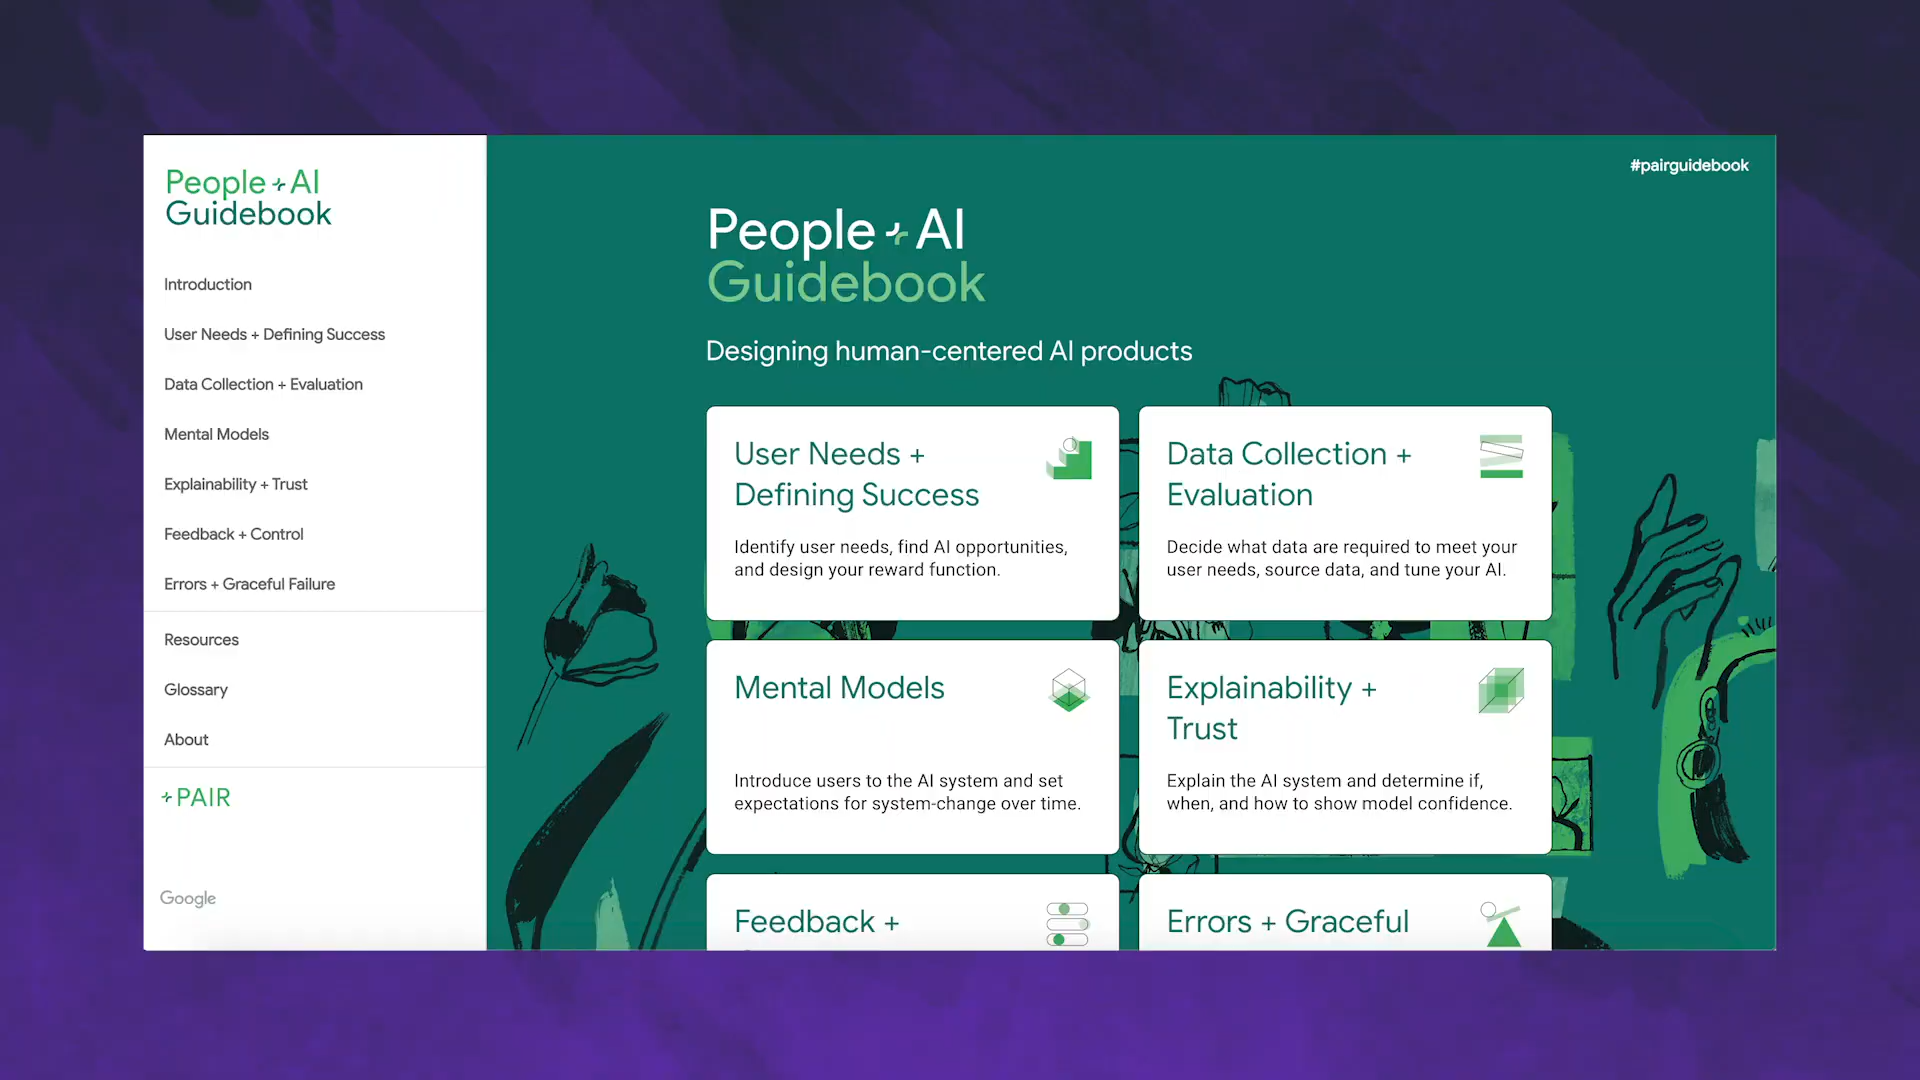 People + AI
Guidebook
Introduction
User Needs + Defining Success
Data Collection + Evaluation
Mental Models
Explainability + Trust
Feedback + Control
Errors + Graceful Failure
Resources
Glossary
About
+ PAIR
Google
#pairguidebook
People + AI
Guidebook
Designing human-centered AI products
User Needs +
Defining Success
Identify user needs, find AI opportunities,
and design your reward function.
Data Collection +
Evaluation
Decide what data are required to meet your
user needs, source data, and tune your AI.
Mental Models
Introduce users to the AI system and set
expectations for system-change over time.
Explainability +
Trust
Explain the AI system and determine if,
when, and how to show model confidence.
Feedback +
Errors + Graceful